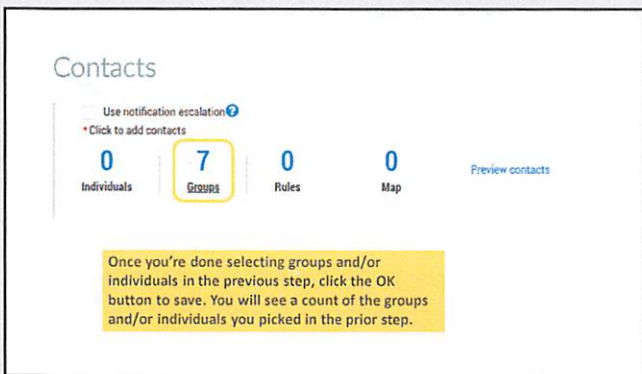 Contacts
Use notification escalation?
* Click to add contacts
0 7 0 0
Preview contacts
Individuals Groups Rules Map
Once you're done selecting groups and/or
individuals in the previous step, click the OK
button to save. You will see a count of the groups
and/or individuals you picked in the prior step.